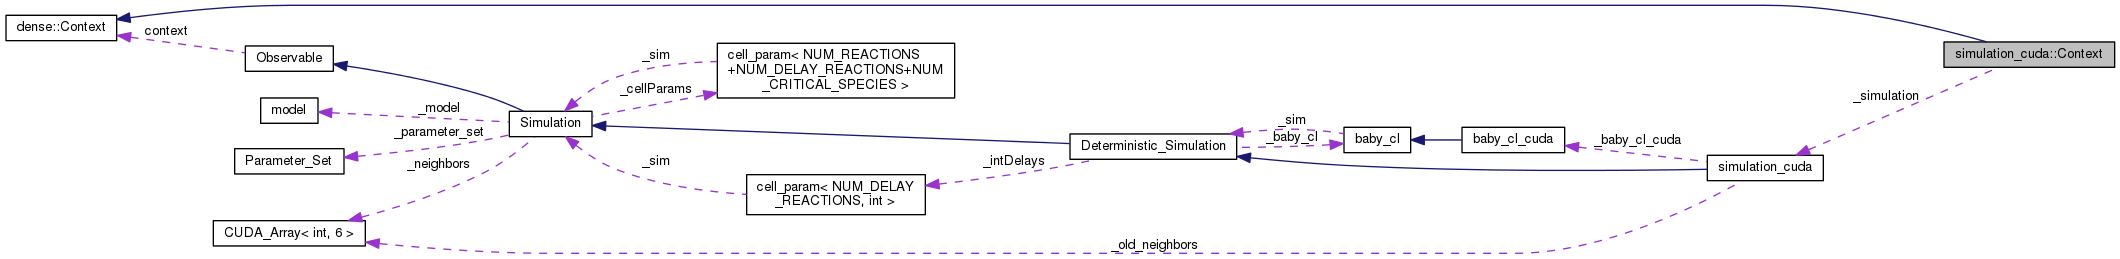 dense::Context
context
Observable
model
Parameter_Set
CUDA_Array< int, 6 >
_model
_parameter_set
_neighbors
Simulation
_sim
_cellParams
cell_param< NUM_REACTIONS
+NUM_DELAY_REACTIONS+NUM
_CRITICAL_SPECIES >
_sim
cell_param< NUM_DELAY
_REACTIONS, int >
_intDelays
Deterministic_Simulation
_sim
_baby_cl
baby_cl
baby_cl_cuda
_baby_cl_cuda
_old_neighbors
simulation_cuda
_simulation
simulation_cuda::Context